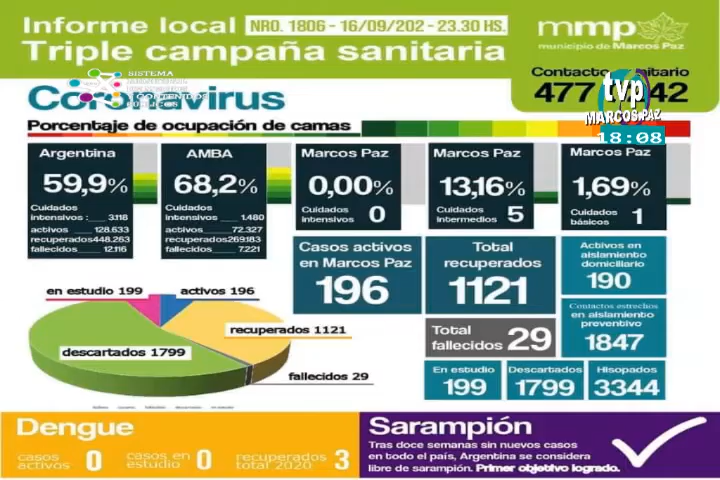 Informe local
NRO. 1806 - 16/09/202 - 23.30 HS.
Triple campaña sanitaria
mmp
municipio de Marcos Paz
SISTEMA
CONTENIDOS
PÚBLICOS
477 42
tvp
MARCOS PAZ
18:08
Porcentaje de ocupación de camas
Argentina
59,9%
Cuidados
intensivos : 3.118
activos 128.633
recuperados448.263
fallecidos 12.116
AMBA
68,2%
Cuidados
intensivos 1.480
activos 72.327
recuperados269.183
fallecidos 7.221
Marcos Paz
0,00%
Cuidados
intensivos 0
Marcos Paz
13,16%
Cuidados
intermedios 5
Marcos Paz
1,69%
Cuidados
básicos 1
Casos activos
en Marcos Paz
196
Total
recuperados
1121
Activos en
aislamiento
domiciliario
190
Total
fallecidos 29
Contactos estrechos
en aislamiento
preventivo
1847
En estudio
199
Descartados
1799
Hisopados
3344
en estudio 199
activos 196
recuperados 1121
descartados 1799
fallecidos 29
Dengue
casos
activos 0
casos en
estudio 0
recuperados
total 2020 3
Sarampión
Tras doce semanas sin nuevos casos
en todo el país, Argentina se considera
libre de sarampión. Primer objetivo logrado.